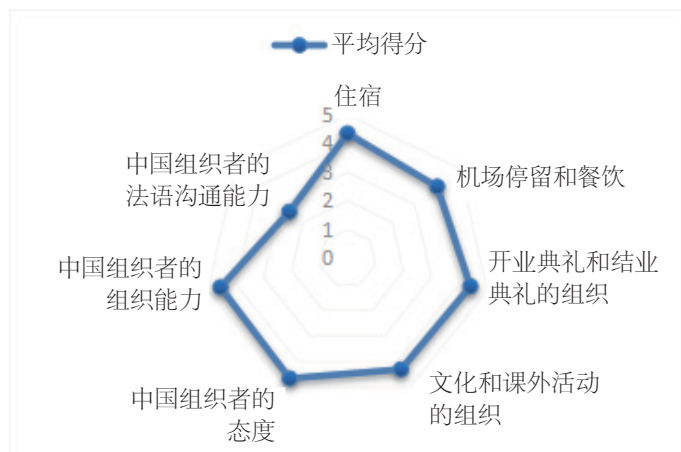 平均得分
住宿
5
4
3
2
1
0
机场停留和餐饮
开业典礼和结业
典礼的组织
文化和课外活动
的组织
中国组织者的
态度
中国组织者的
组织能力
中国组织者的
法语沟通能力